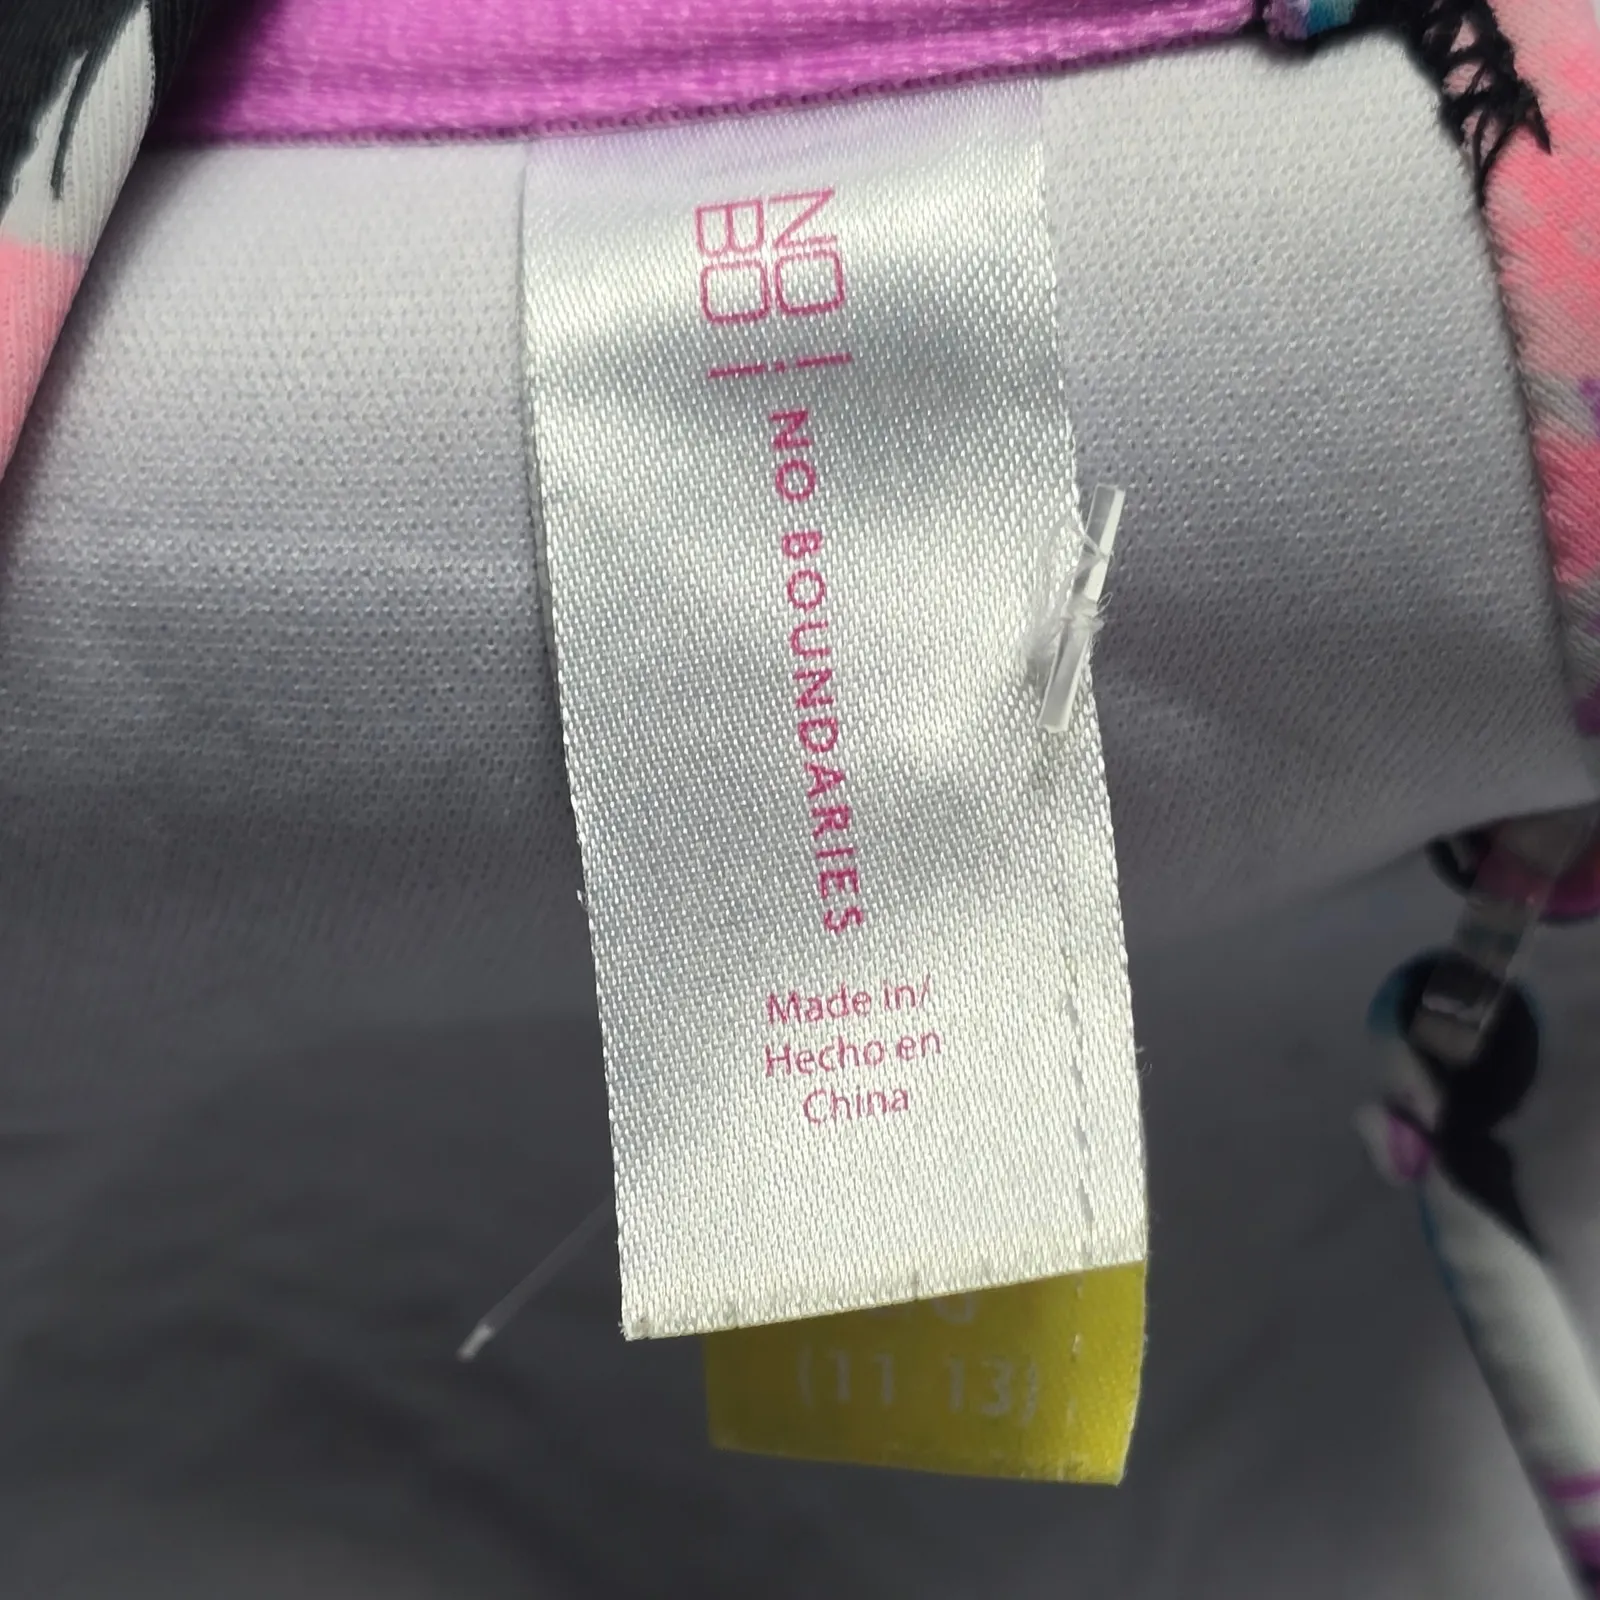 NO
BO
NO BOUNDARIES
Made in/
Hecho en
China
(11 13)